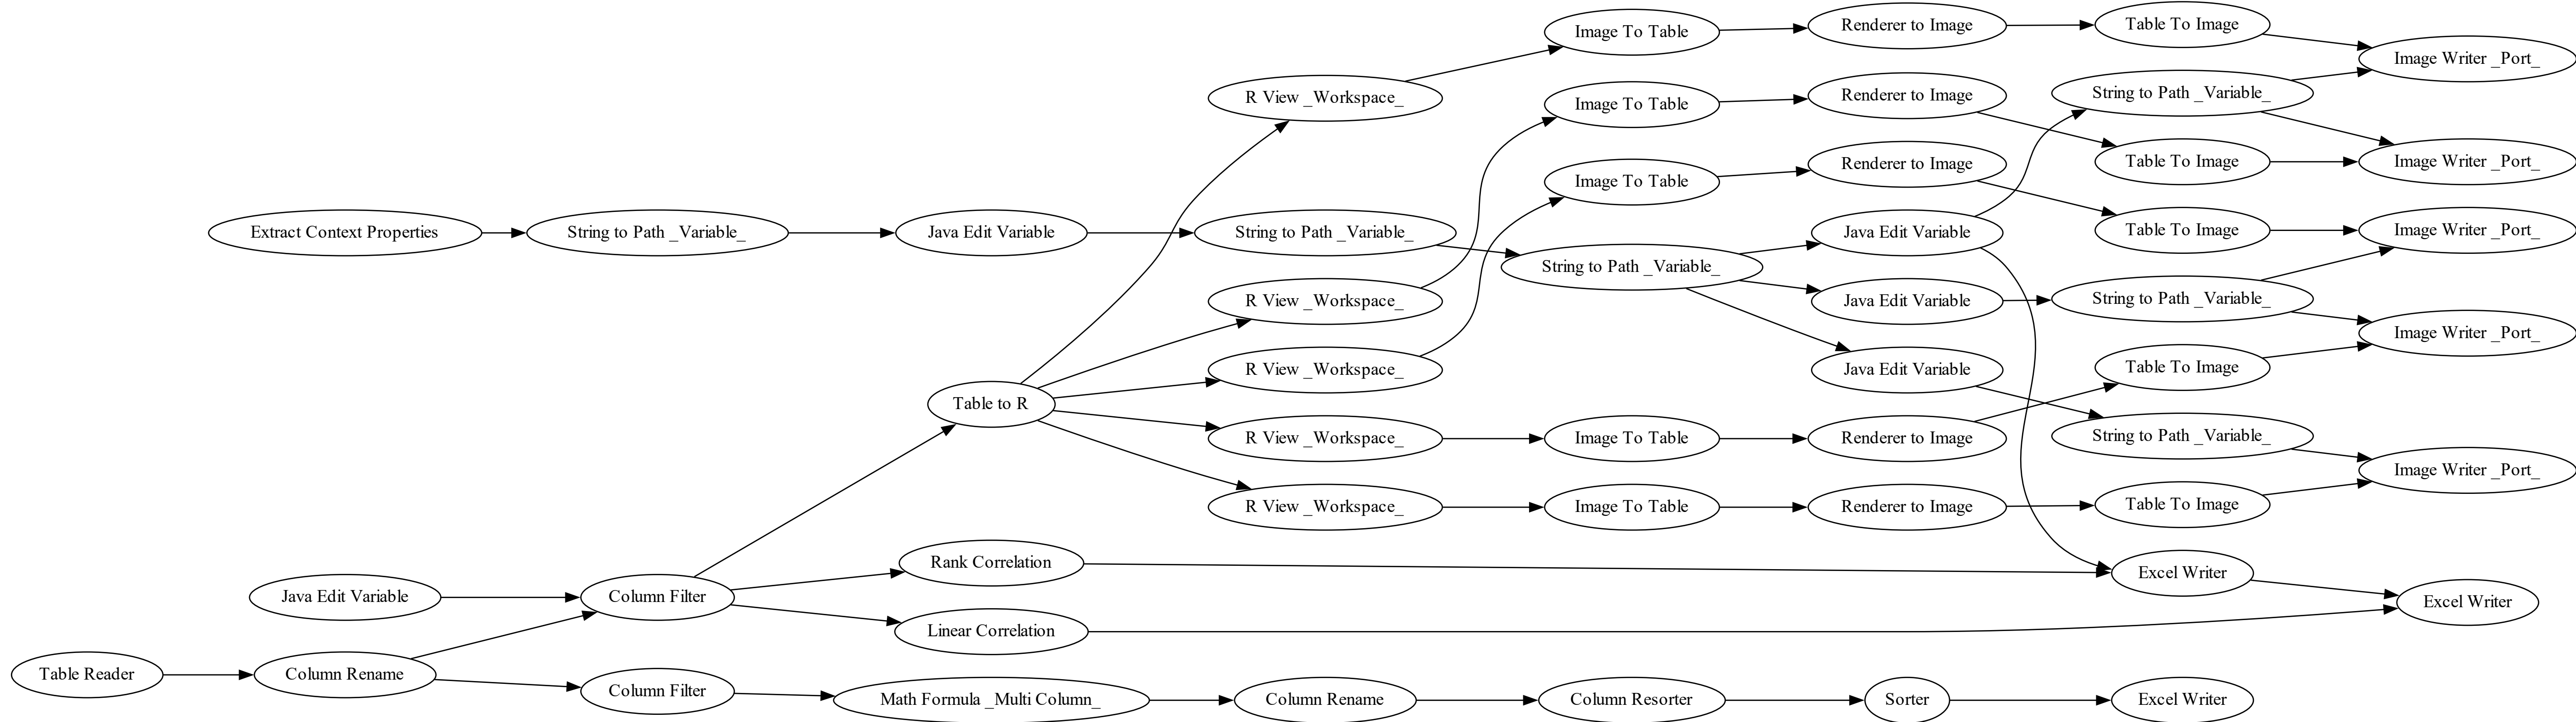 Image To Table
Renderer to Image
Table To Image
Image Writer _Port_
R View _Workspace_
Image To Table
Renderer to Image
String to Path _Variable_
Table To Image
Image Writer _Port_
Image To Table
Renderer to Image
Extract Context Properties
String to Path _Variable_
Java Edit Variable
String to Path _Variable_
Java Edit Variable
Table To Image
Image Writer _Port_
String to Path _Variable_
R View _Workspace_
Java Edit Variable
String to Path _Variable_
Image Writer _Port_
R View _Workspace_
Java Edit Variable
Table To Image
Table to R
R View _Workspace_
Image To Table
Renderer to Image
String to Path _Variable_
Image Writer _Port_
R View _Workspace_
Image To Table
Renderer to Image
Table To Image
Rank Correlation
Excel Writer
Java Edit Variable
Column Filter
Excel Writer
Linear Correlation
Table Reader
Column Rename
Column Filter
Math Formula _Multi Column_
Column Rename
Column Resorter
Sorter
Excel Writer